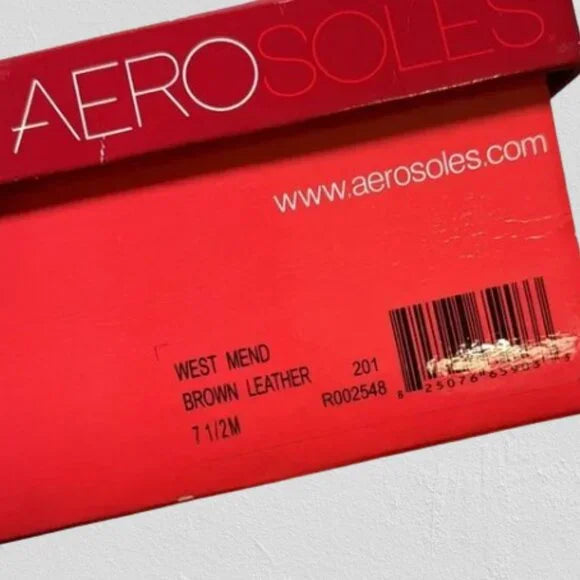 AEROSOLES
www.aerosoles.com
WEST MEND
BROWN LEATHER 201
7 1/2M R002548